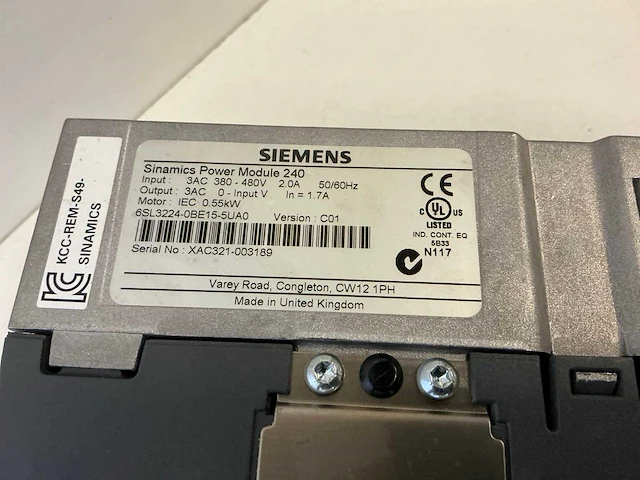 SIEMENS
Sinamics Power Module 240
Input : 3AC 380 - 480V 2.0A 50/60Hz
Output : 3AC 0 - Input V In = 1.7A
Motor : IEC 0.55kW
6SL3224-0BE15-5UA0 Version : C01
Serial No : XAC321-003189
Varey Road, Congleton, CW12 1PH
Made in United Kingdom
CE
C UL US
LISTED
IND. CONT. EQ
5B33
N117
KCC-REM-S49-
SINAMICS